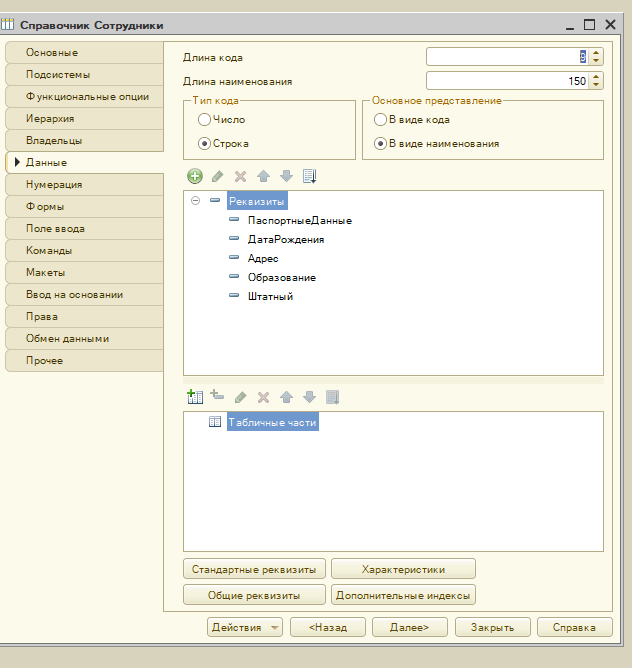 Справочник Сотрудники
Основные
Подсистемы
Функциональные опции
Иерархия
Владельцы
Данные
Нумерация
Формы
Поле ввода
Команды
Макеты
Ввод на основании
Права
Обмен данными
Прочее
Длина кода 9
Длина наименования 150
Тип кода
Число
Строка
Основное представление
В виде кода
В виде наименования
Реквизиты
ПаспортныеДанные
ДатаРождения
Адрес
Образование
Штатный
Табличные части
Стандартные реквизиты Характеристики
Общие реквизиты Дополнительные индексы
Действия <Назад Далее> Закрыть Справка